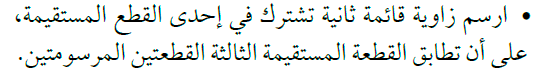 • ارسم زاوية قائمة ثانية تشترك في إحدى القطع المستقيمة،
على أن تطابق القطعة المستقيمة الثالثة القطعتين المرسومتين.